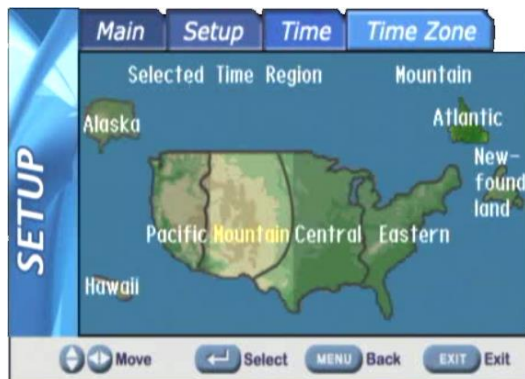 Main Setup Time Time Zone
SETUP
Selected Time Region Mountain
Alaska
Atlantic
New-
found
land
Pacific Mountain Central Eastern
Hawaii
Move Select MENU Back EXIT Exit